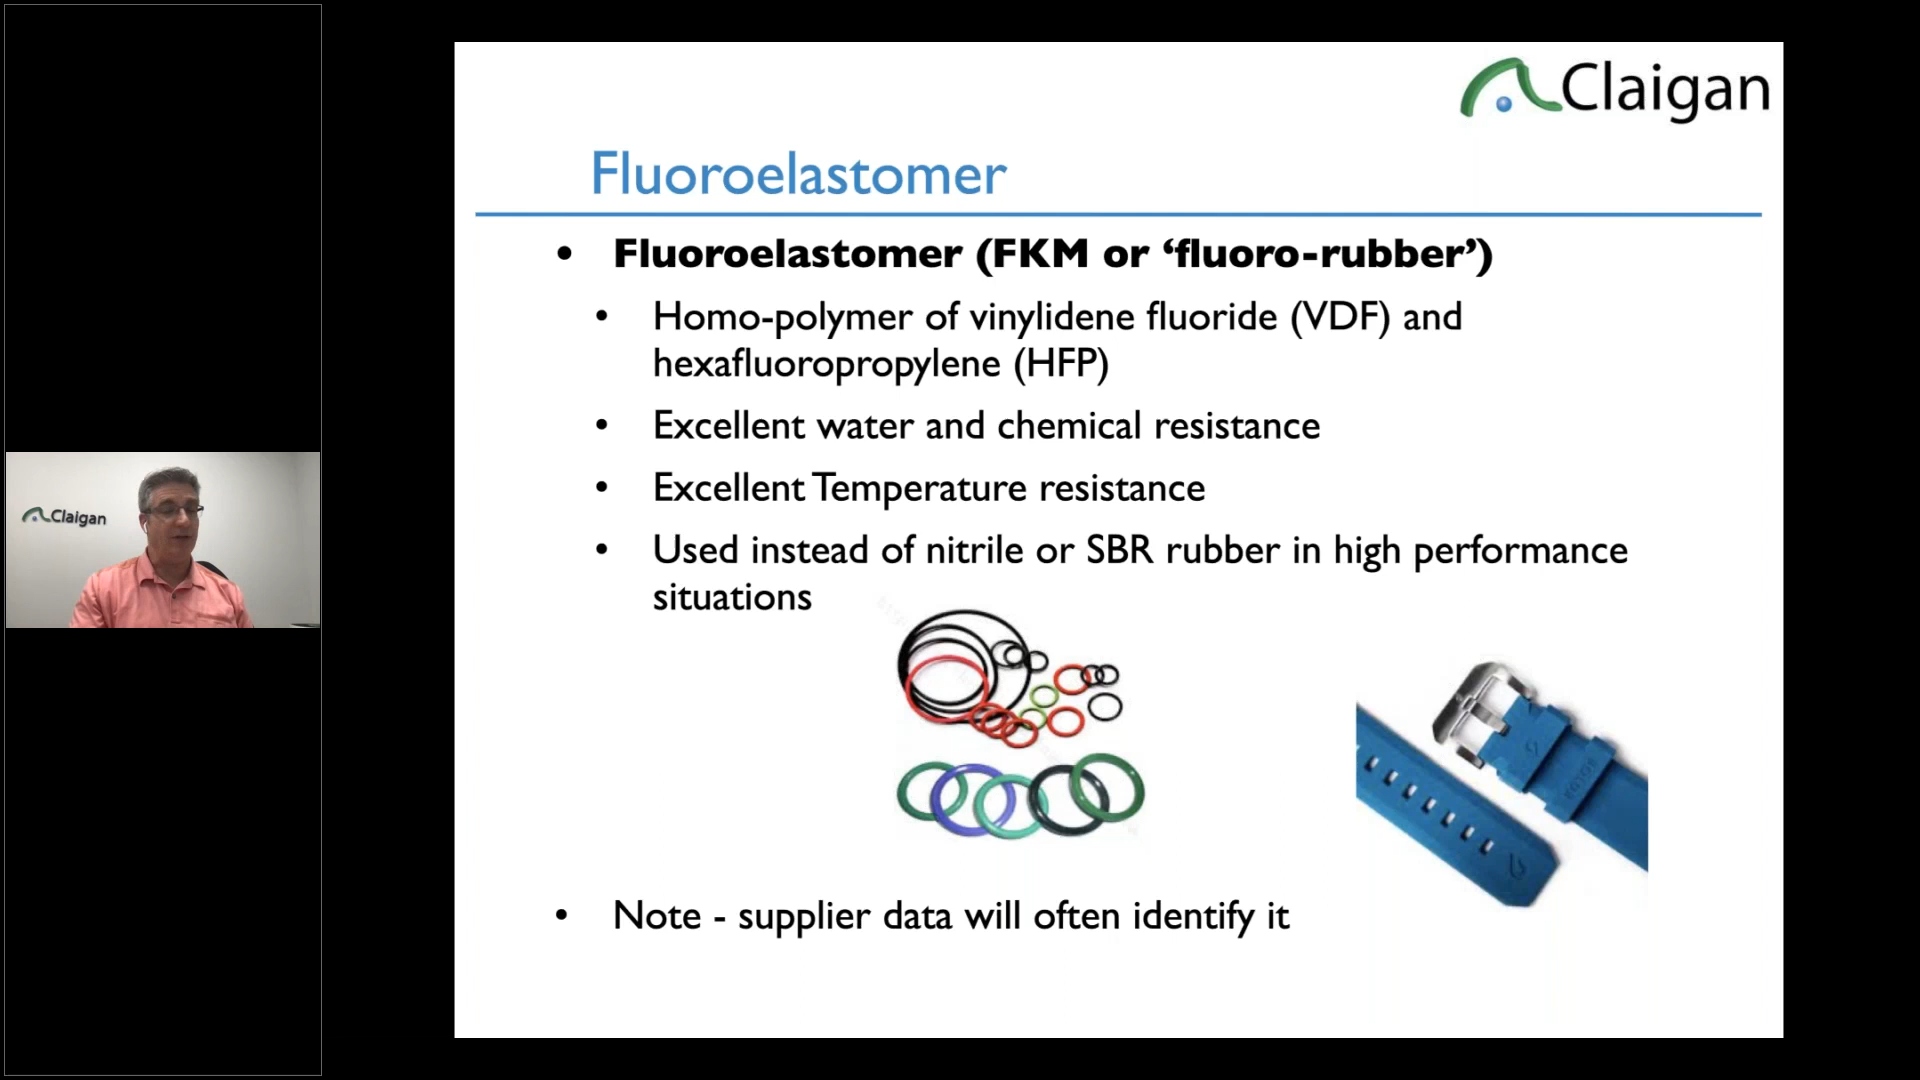 Claigan
Fluoroelastomer
• Fluoroelastomer (FKM or ‘fluoro-rubber’)
• Homo-polymer of vinylidene fluoride (VDF) and
hexafluoropropylene (HFP)
• Excellent water and chemical resistance
• Excellent Temperature resistance
• Used instead of nitrile or SBR rubber in high performance
situations
• Note - supplier data will often identify it
Claigan